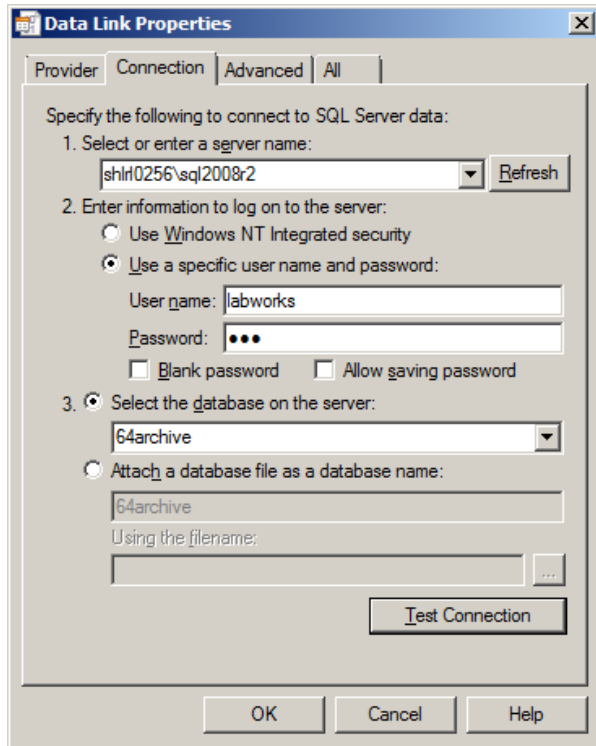 Data Link Properties
Provider Connection Advanced All
Specify the following to connect to SQL Server data:
1. Select or enter a server name:
shlrl0256\sql2008r2 Refresh
2. Enter information to log on to the server:
Use Windows NT Integrated security
Use a specific user name and password:
User name: labworks
Password: ●●●
Blank password Allow saving password
3. Select the database on the server:
64archive
Attach a database file as a database name:
64archive
Using the filename:
...
Test Connection
OK Cancel Help